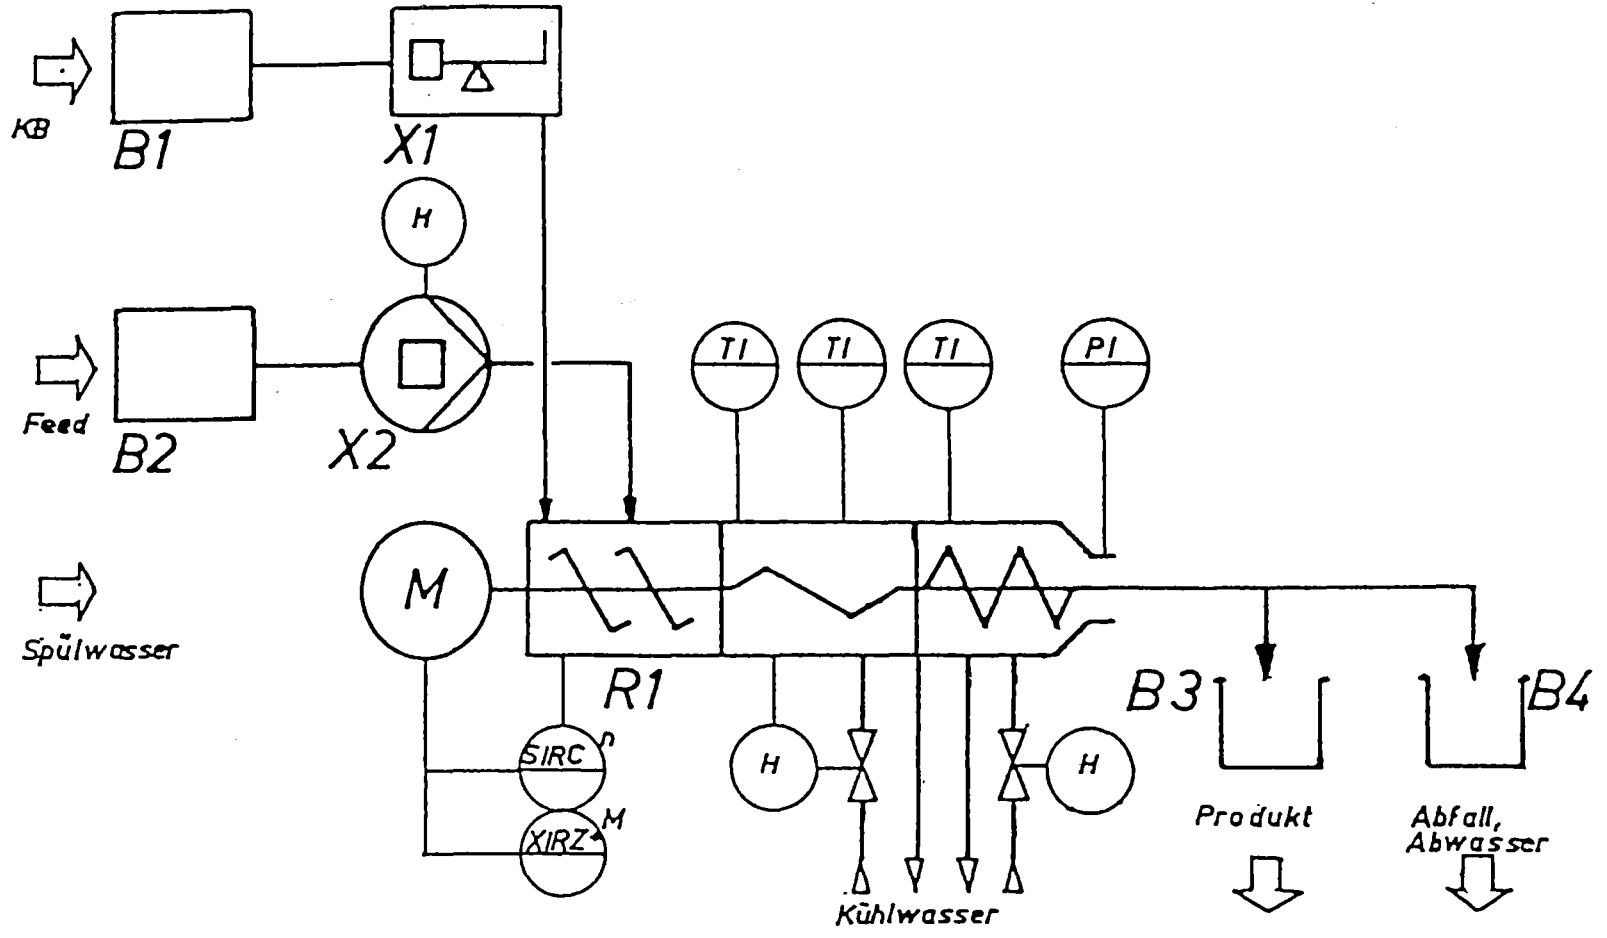 KB
B1
X1
H
Feed
B2
X2
TI
TI
TI
PI
M
Spülwasser
R1
B3
B4
SIRC
n
H
H
XIRZ
M
Produkt
Abfall,
Abwasser
Kühlwasser